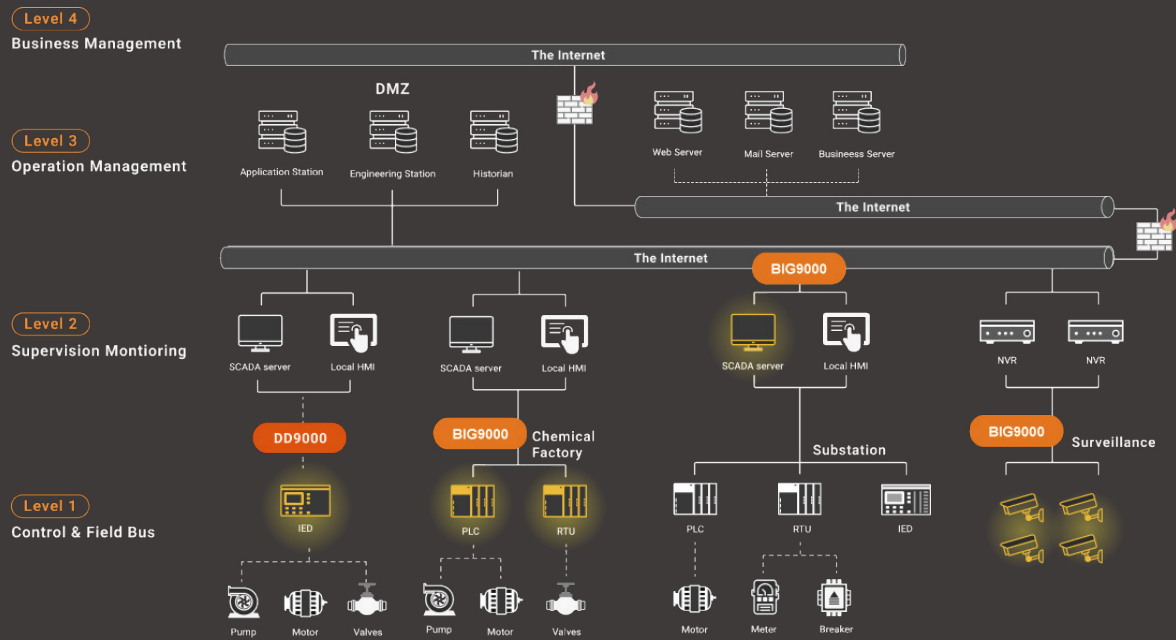 Level 4
Business Management
The Internet
DMZ
Level 3
Operation Management
Application Station
Engineering Station
Historian
Web Server
Mail Server
Busineess Server
The Internet
The Internet
BIG9000
Level 2
Supervision Montioring
SCADA server
Local HMI
SCADA server
Local HMI
SCADA server
Local HMI
NVR
NVR
DD9000
BIG9000
Chemical
Factory
Substation
BIG9000
Surveillance
Level 1
Control & Field Bus
IED
PLC
RTU
PLC
RTU
IED
Pump
Motor
Valves
Pump
Motor
Valves
Motor
Meter
Breaker